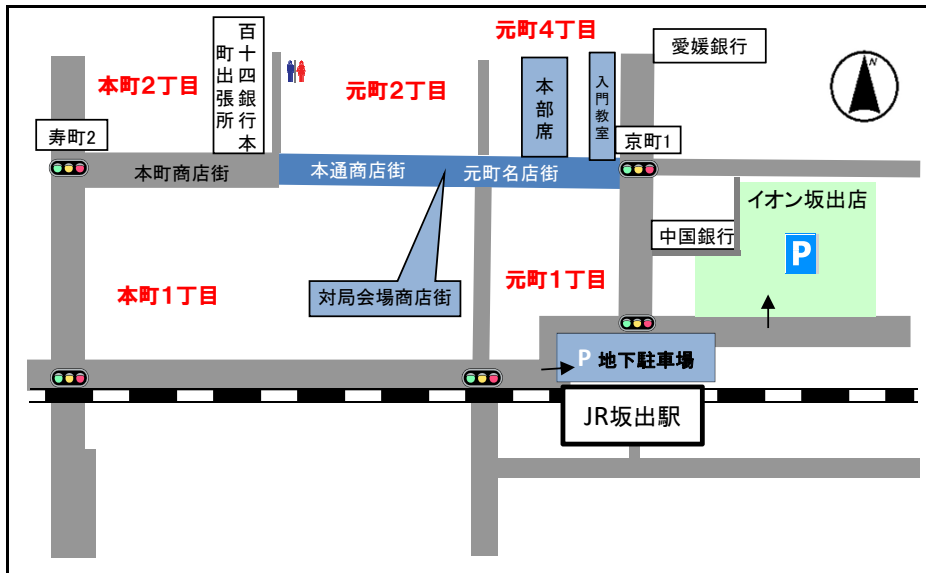 元町4丁目
愛媛銀行
N
百十四銀行本
町出張所
本町2丁目
元町2丁目
本部席
入門教室
寿町2
京町1
本町商店街
本通商店街
元町名店街
イオン坂出店
中国銀行
P
対局会場商店街
本町1丁目
元町1丁目
P 地下駐車場
JR坂出駅